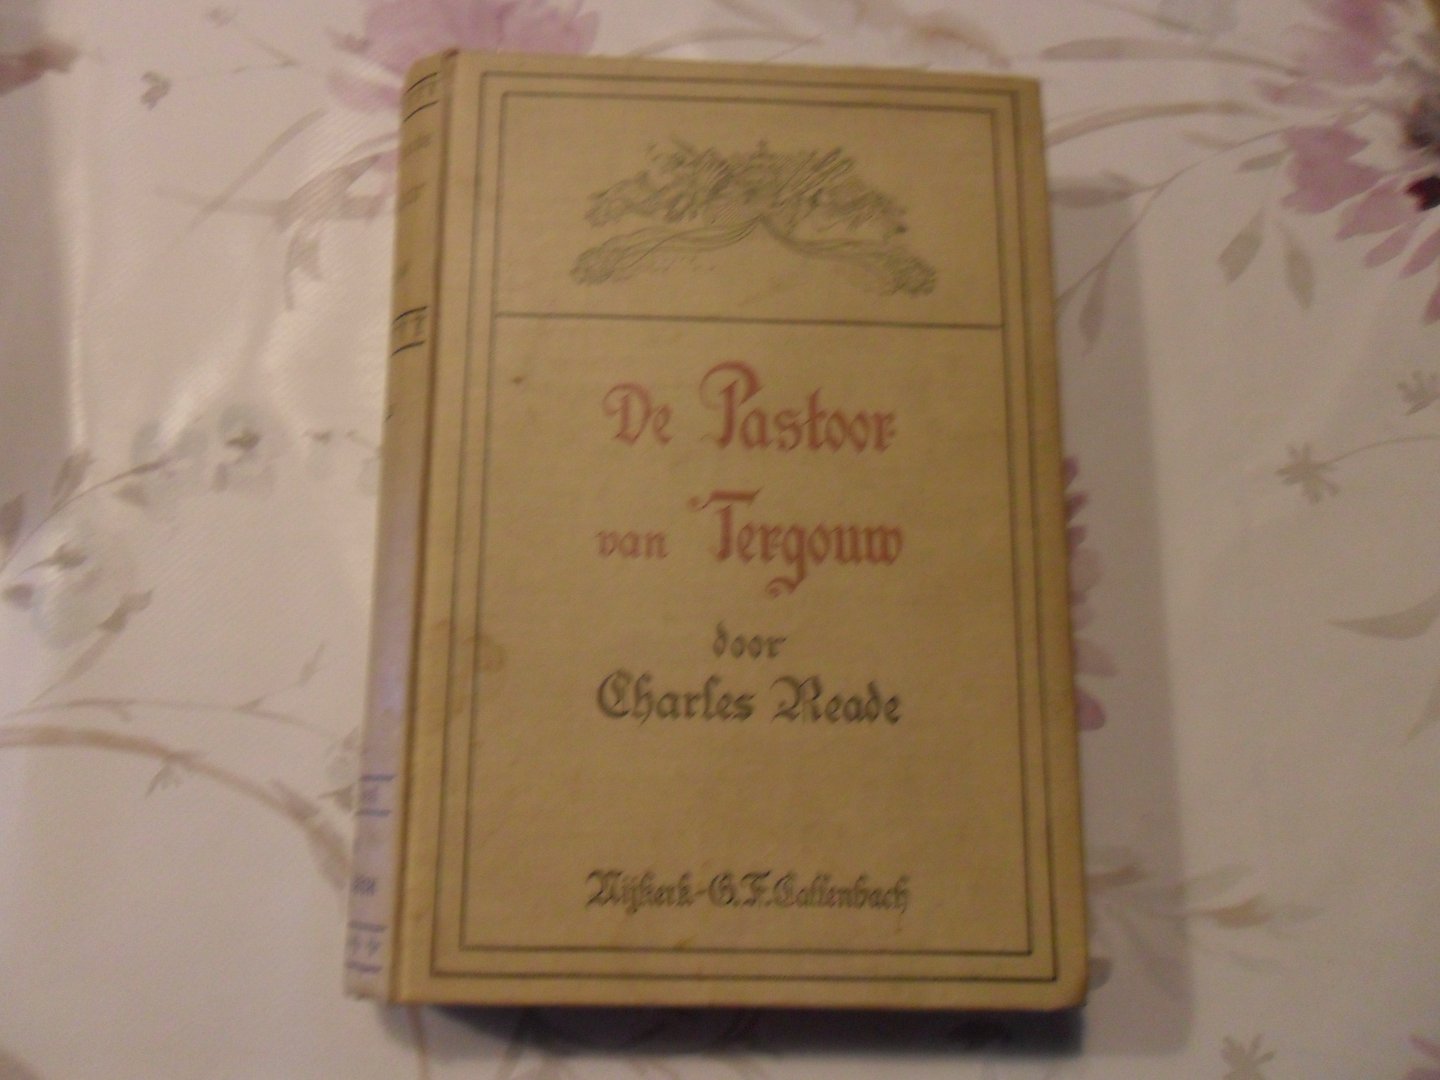 De Pastoor
van Tergouw
door
Charles Reade
Nijkerk - G.F. Callenbach